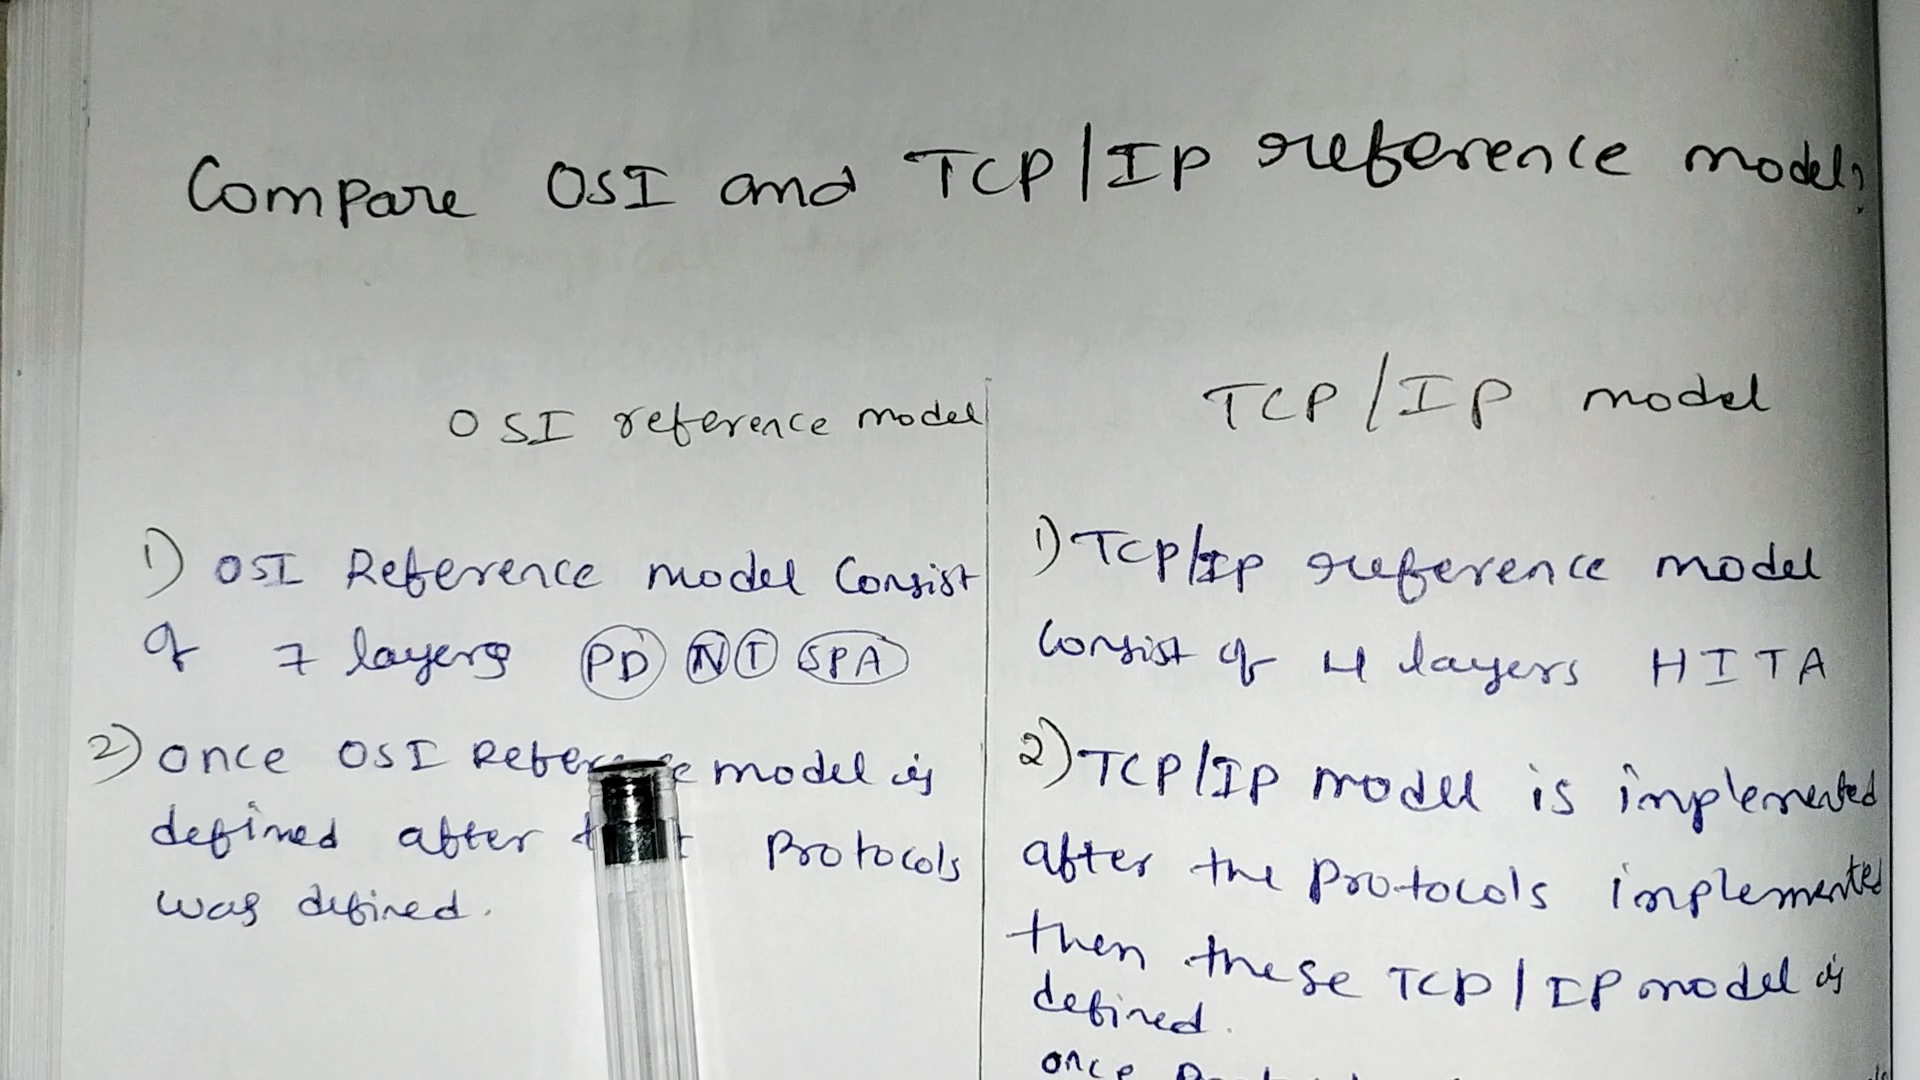 Compare OSI and TCP/IP reference model,
OSI reference model
1) OSI Reference model Consist
of 7 layers PD N T SPA
2) once OSI model is
defined after Protocols
was defined.
TCP/IP model
1) TCP/IP reference model
Consist of 4 layers HITA
2) TCP/IP model is implemented
after the protocols implemented
then these TCP/IP model is
defined.
once